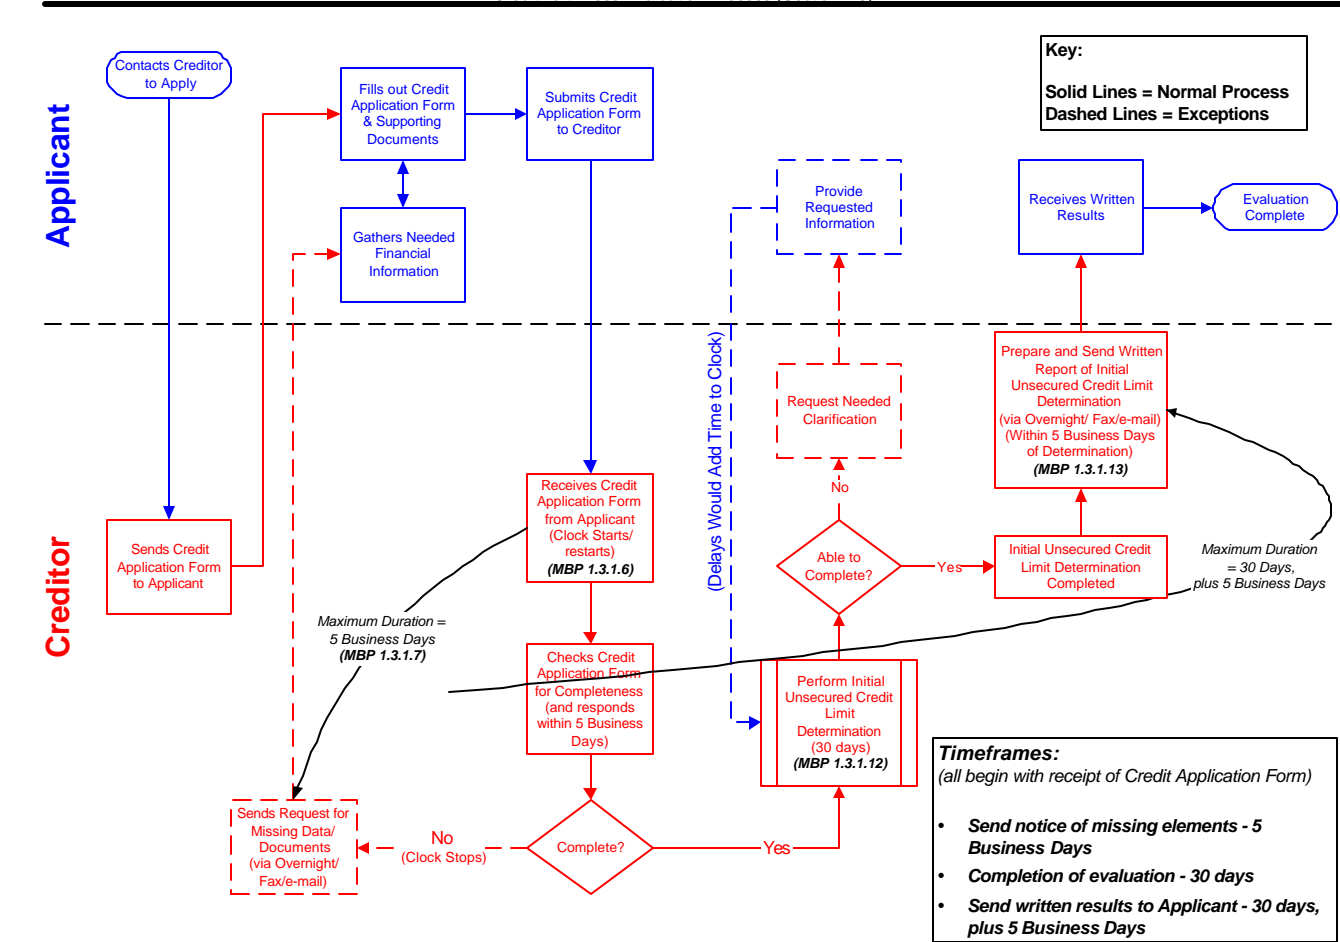 Key:
Solid Lines = Normal Process
Dashed Lines = Exceptions
Applicant
Contacts Creditor
to Apply
Fills out Credit
Application Form
& Supporting
Documents
Submits Credit
Application Form
to Creditor
Gathers Needed
Financial
Information
Provide
Requested
Information
Receives Written
Results
Evaluation
Complete
Creditor
Sends Credit
Application Form
to Applicant
Receives Credit
Application Form
from Applicant
(Clock Starts/
restarts)
(MBP 1.3.1.6)
Maximum Duration =
5 Business Days
(MBP 1.3.1.7)
Checks Credit
Application Form
for Completeness
(and responds
within 5 Business
Days)
Sends Request for
Missing Data/
Documents
(via Overnight/
Fax/e-mail)
No
(Clock Stops)
Complete?
Yes
(Delays Would Add Time to Clock)
Perform Initial
Unsecured Credit
Limit
Determination
(30 days)
(MBP 1.3.1.12)
Able to
Complete?
No
Request Needed
Clarification
Yes
Initial Unsecured Credit
Limit Determination
Completed
Prepare and Send Written
Report of Initial
Unsecured Credit Limit
Determination
(via Overnight/ Fax/e-mail)
(Within 5 Business Days
of Determination)
(MBP 1.3.1.13)
Maximum Duration
= 30 Days,
plus 5 Business Days
Timeframes:
(all begin with receipt of Credit Application Form)
• Send notice of missing elements - 5
Business Days
• Completion of evaluation - 30 days
• Send written results to Applicant - 30 days,
plus 5 Business Days